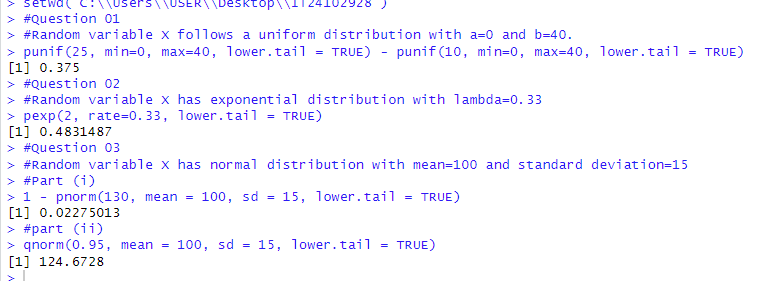 > setwd("C:\\Users\\USER\\Desktop\\IT24102928")
> #Question 01
> #Random variable X follows a uniform distribution with a=0 and b=40.
> punif(25, min=0, max=40, lower.tail = TRUE) - punif(10, min=0, max=40, lower.tail = TRUE)
[1] 0.375
> #Question 02
> #Random variable X has exponential distribution with lambda=0.33
> pexp(2, rate=0.33, lower.tail = TRUE)
[1] 0.4831487
> #Question 03
> #Random variable X has normal distribution with mean=100 and standard deviation=15
> #Part (i)
> 1 - pnorm(130, mean = 100, sd = 15, lower.tail = TRUE)
[1] 0.02275013
> #part (ii)
> qnorm(0.95, mean = 100, sd = 15, lower.tail = TRUE)
[1] 124.6728
>